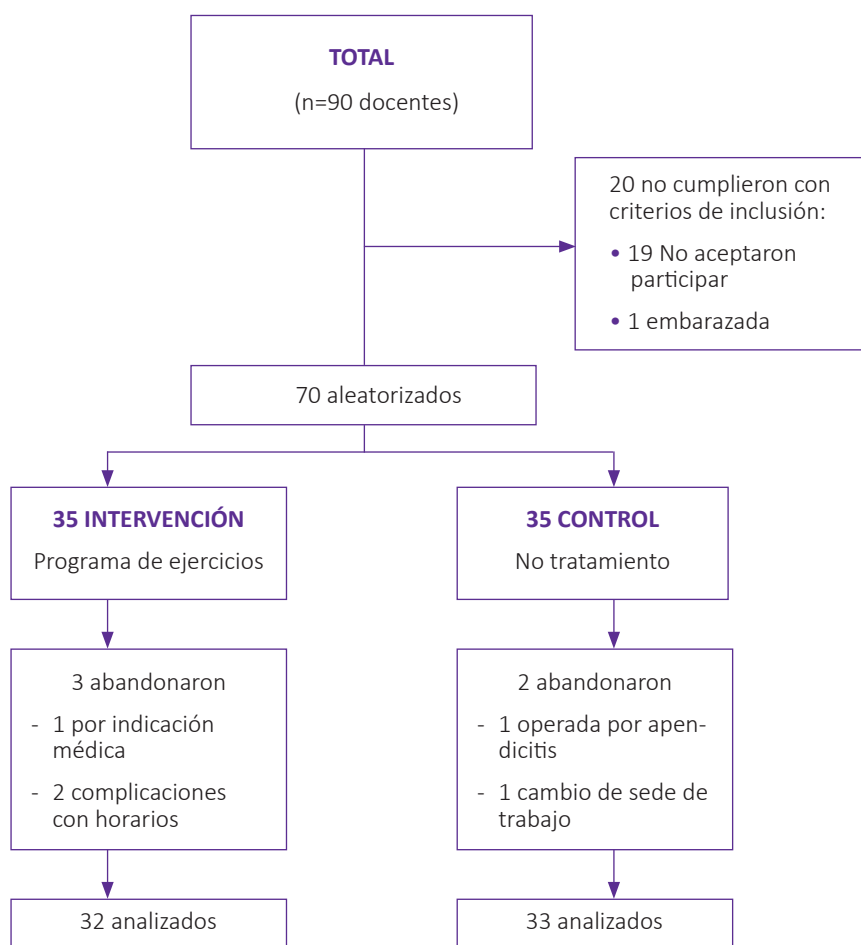 TOTAL
(n=90 docentes)
20 no cumplieron con
criterios de inclusión:
• 19 No aceptaron
participar
• 1 embarazada
70 aleatorizados
35 INTERVENCIÓN
Programa de ejercicios
35 CONTROL
No tratamiento
3 abandonaron
- 1 por indicación
médica
- 2 complicaciones
con horarios
2 abandonaron
- 1 operada por apen-
dicitis
- 1 cambio de sede de
trabajo
32 analizados
33 analizados